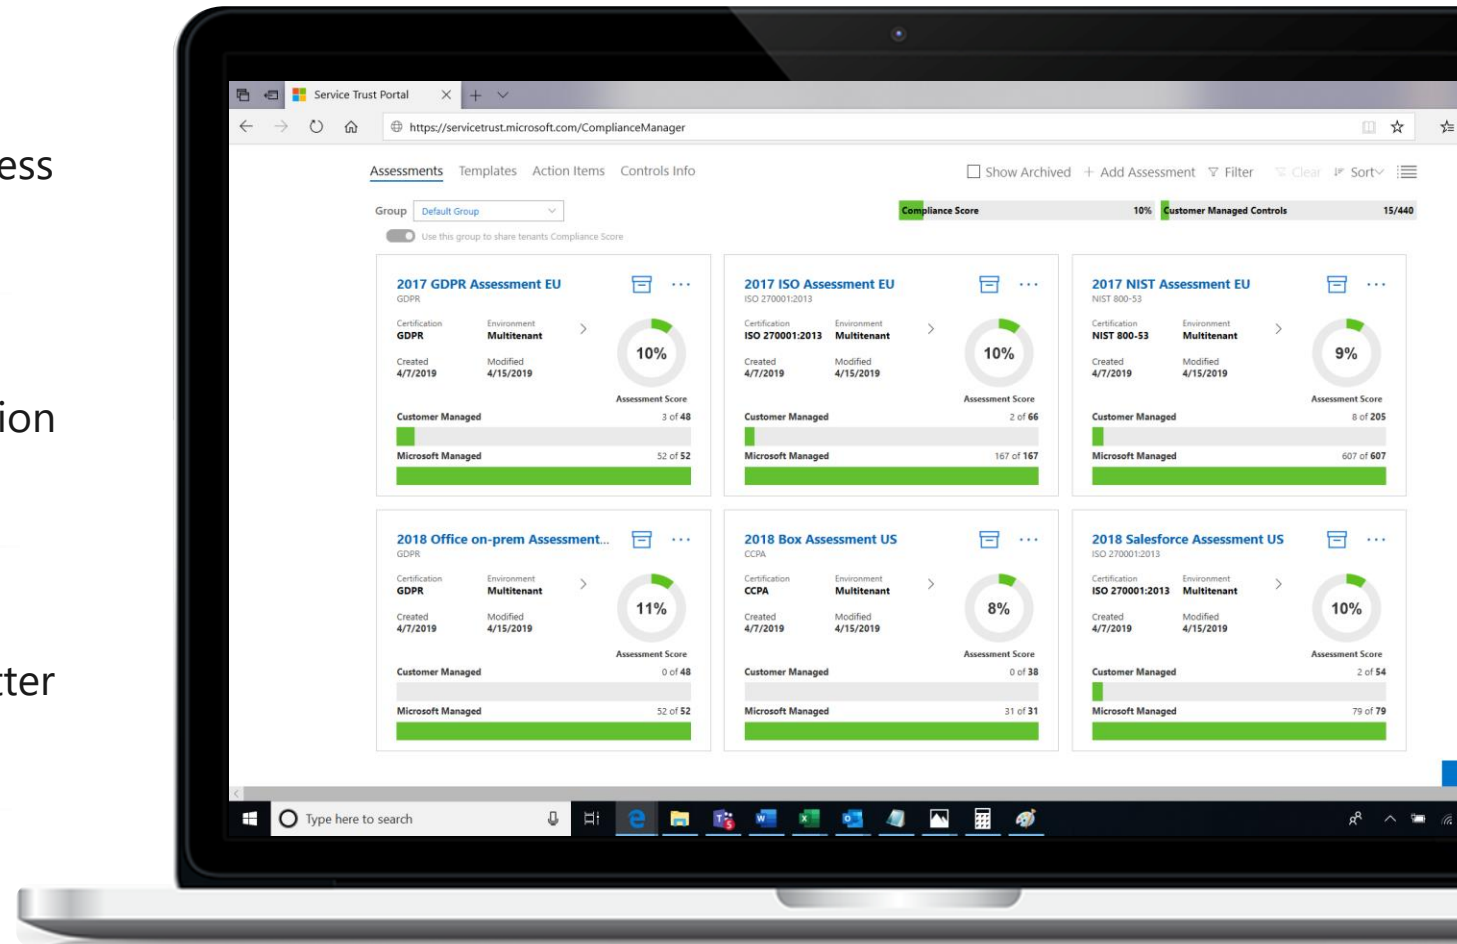 ess
ion
tter
Service Trust Portal
https://servicetrust.microsoft.com/ComplianceManager
Assessments Templates Action Items Controls Info Show Archived + Add Assessment Filter Clear Sort
Group Default Group Compliance Score 10% Customer Managed Controls 15/440
Use this group to share tenants Compliance Score
2017 GDPR Assessment EU
GDPR
Certification Environment
GDPR Multitenant
10%
Created Modified
4/7/2019 4/15/2019
Assessment Score
Customer Managed 3 of 48
Microsoft Managed 52 of 52
2017 ISO Assessment EU
ISO 270001:2013
Certification Environment
ISO 270001:2013 Multitenant
10%
Created Modified
4/7/2019 4/15/2019
Assessment Score
Customer Managed 2 of 66
Microsoft Managed 167 of 167
2017 NIST Assessment EU
NIST 800-53
Certification Environment
NIST 800-53 Multitenant
9%
Created Modified
4/7/2019 4/15/2019
Assessment Score
Customer Managed 8 of 205
Microsoft Managed 607 of 607
2018 Office on-prem Assessment...
GDPR
Certification Environment
GDPR Multitenant
11%
Created Modified
4/7/2019 4/15/2019
Assessment Score
Customer Managed 0 of 48
Microsoft Managed 52 of 52
2018 Box Assessment US
CCPA
Certification Environment
CCPA Multitenant
8%
Created Modified
4/7/2019 4/15/2019
Assessment Score
Customer Managed 0 of 38
Microsoft Managed 31 of 31
2018 Salesforce Assessment US
ISO 270001:2013
Certification Environment
ISO 270001:2013 Multitenant
10%
Created Modified
4/7/2019 4/15/2019
Assessment Score
Customer Managed 2 of 54
Microsoft Managed 79 of 79
Type here to search